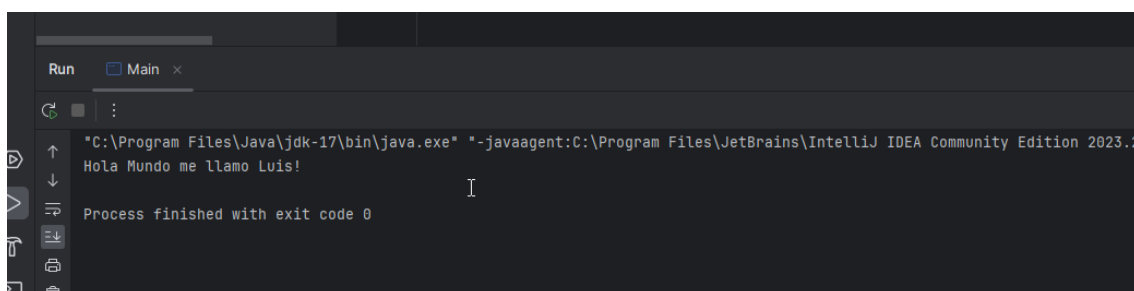 Run Main
"C:\Program Files\Java\jdk-17\bin\java.exe" "-javaagent:C:\Program Files\JetBrains\IntelliJ IDEA Community Edition 2023.2
Hola Mundo me llamo Luis!
Process finished with exit code 0